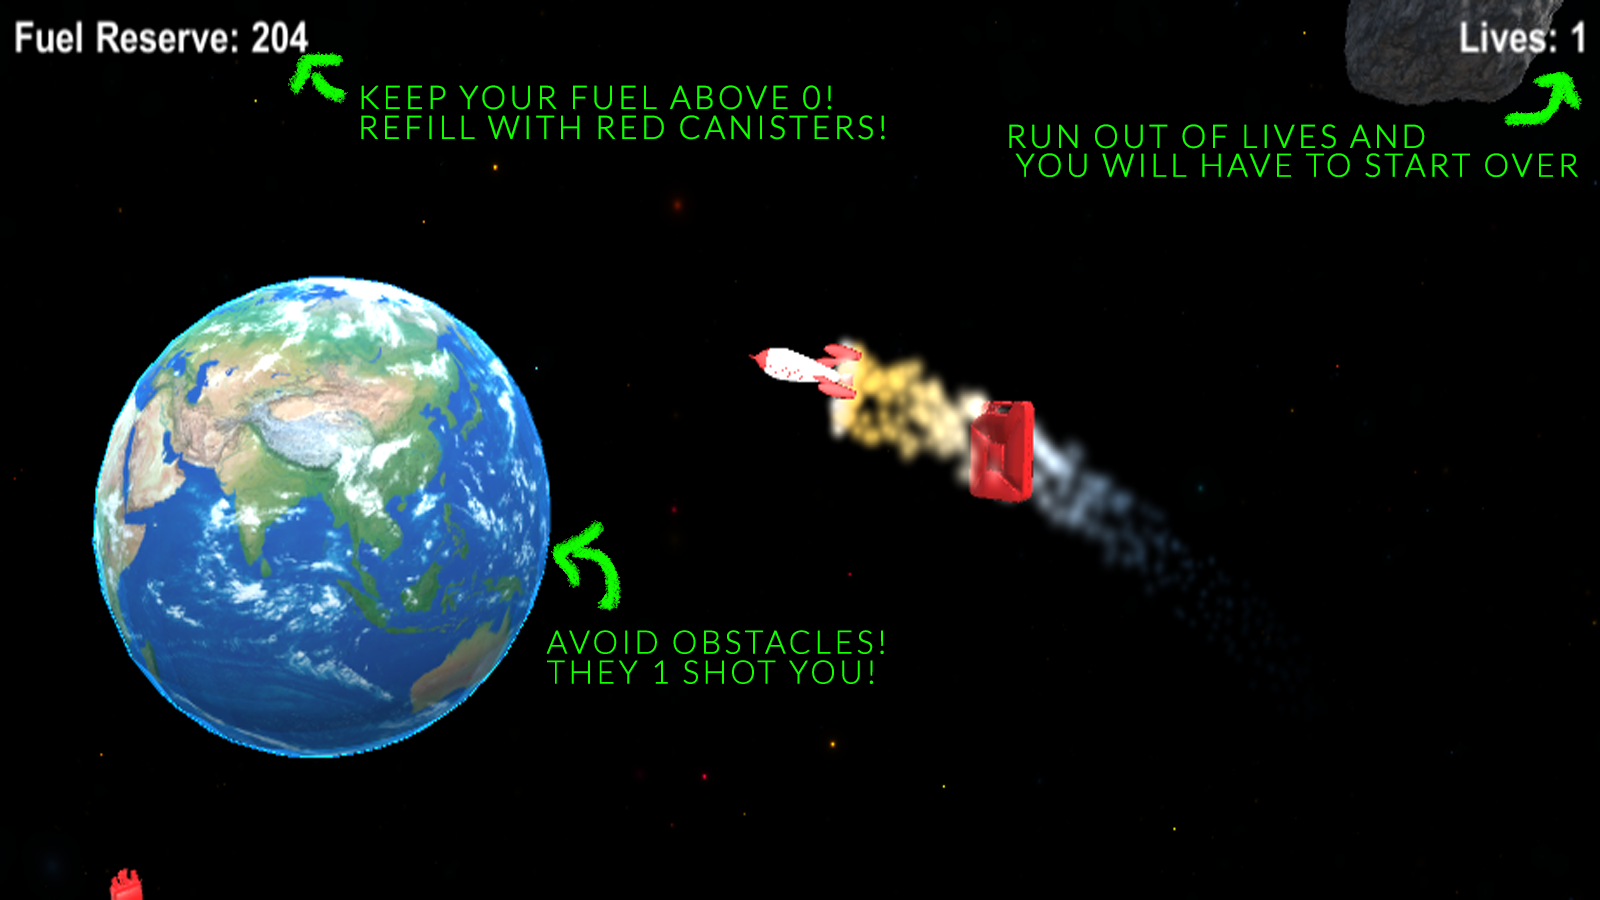 Fuel Reserve: 204
Lives: 1
KEEP YOUR FUEL ABOVE 0!
REFILL WITH RED CANISTERS!
RUN OUT OF LIVES AND
YOU WILL HAVE TO START OVER
AVOID OBSTACLES!
THEY 1 SHOT YOU!